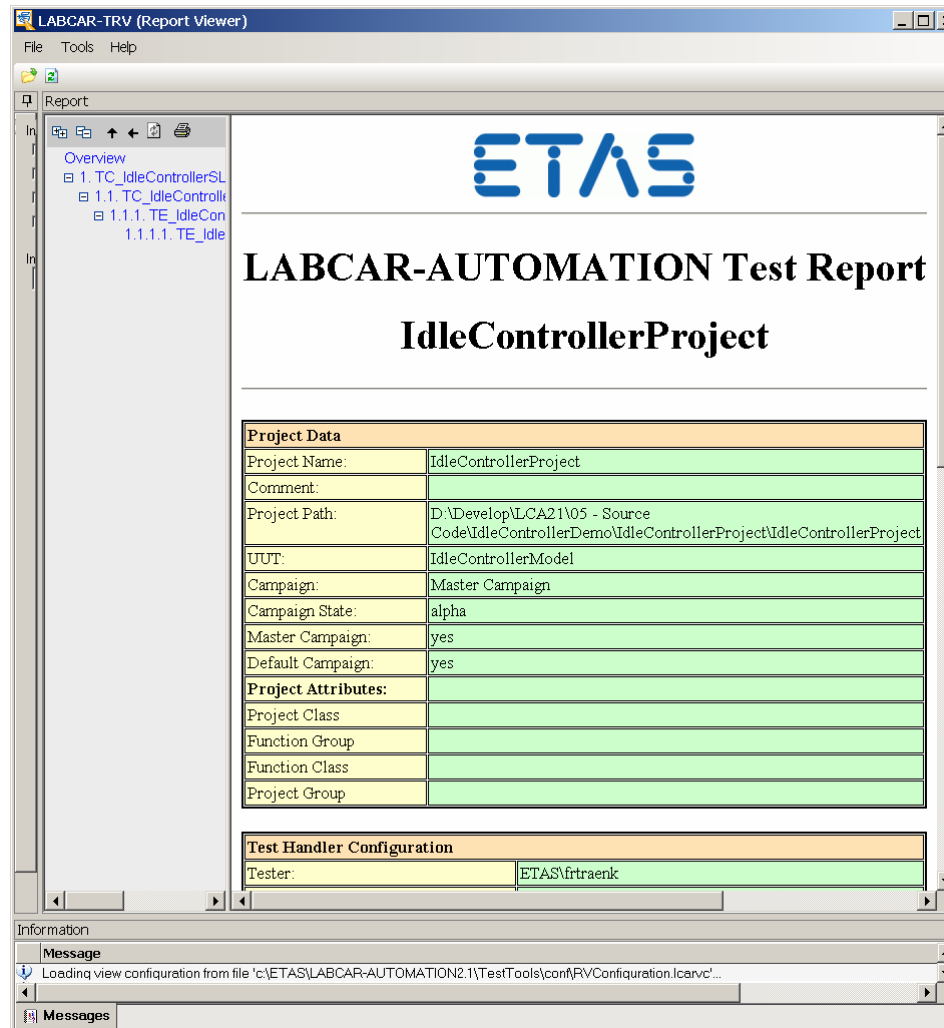 LABCAR-TRV (Report Viewer)
File Tools Help
Report
In
Overview
1. TC_IdleControllerSL
1.1. TC_IdleControlle
1.1.1. TE_IdleCon
1.1.1.1. TE_Idle
In
ETAS
LABCAR-AUTOMATION Test Report
IdleControllerProject
Project Data
Project Name: IdleControllerProject
Comment:
Project Path: D:\Develop\LCA21\05 - Source
Code\IdleControllerDemo\IdleControllerProject\IdleControllerProject
UUT: IdleControllerModel
Campaign: Master Campaign
Campaign State: alpha
Master Campaign: yes
Default Campaign: yes
Project Attributes:
Project Class
Function Group
Function Class
Project Group
Test Handler Configuration
Tester: ETAS\frtraenk
Information
Message
Loading view configuration from file 'c:\ETAS\LABCAR-AUTOMATION2.1\TestTools\conf\RVConfiguration.lcarvc'...
Messages